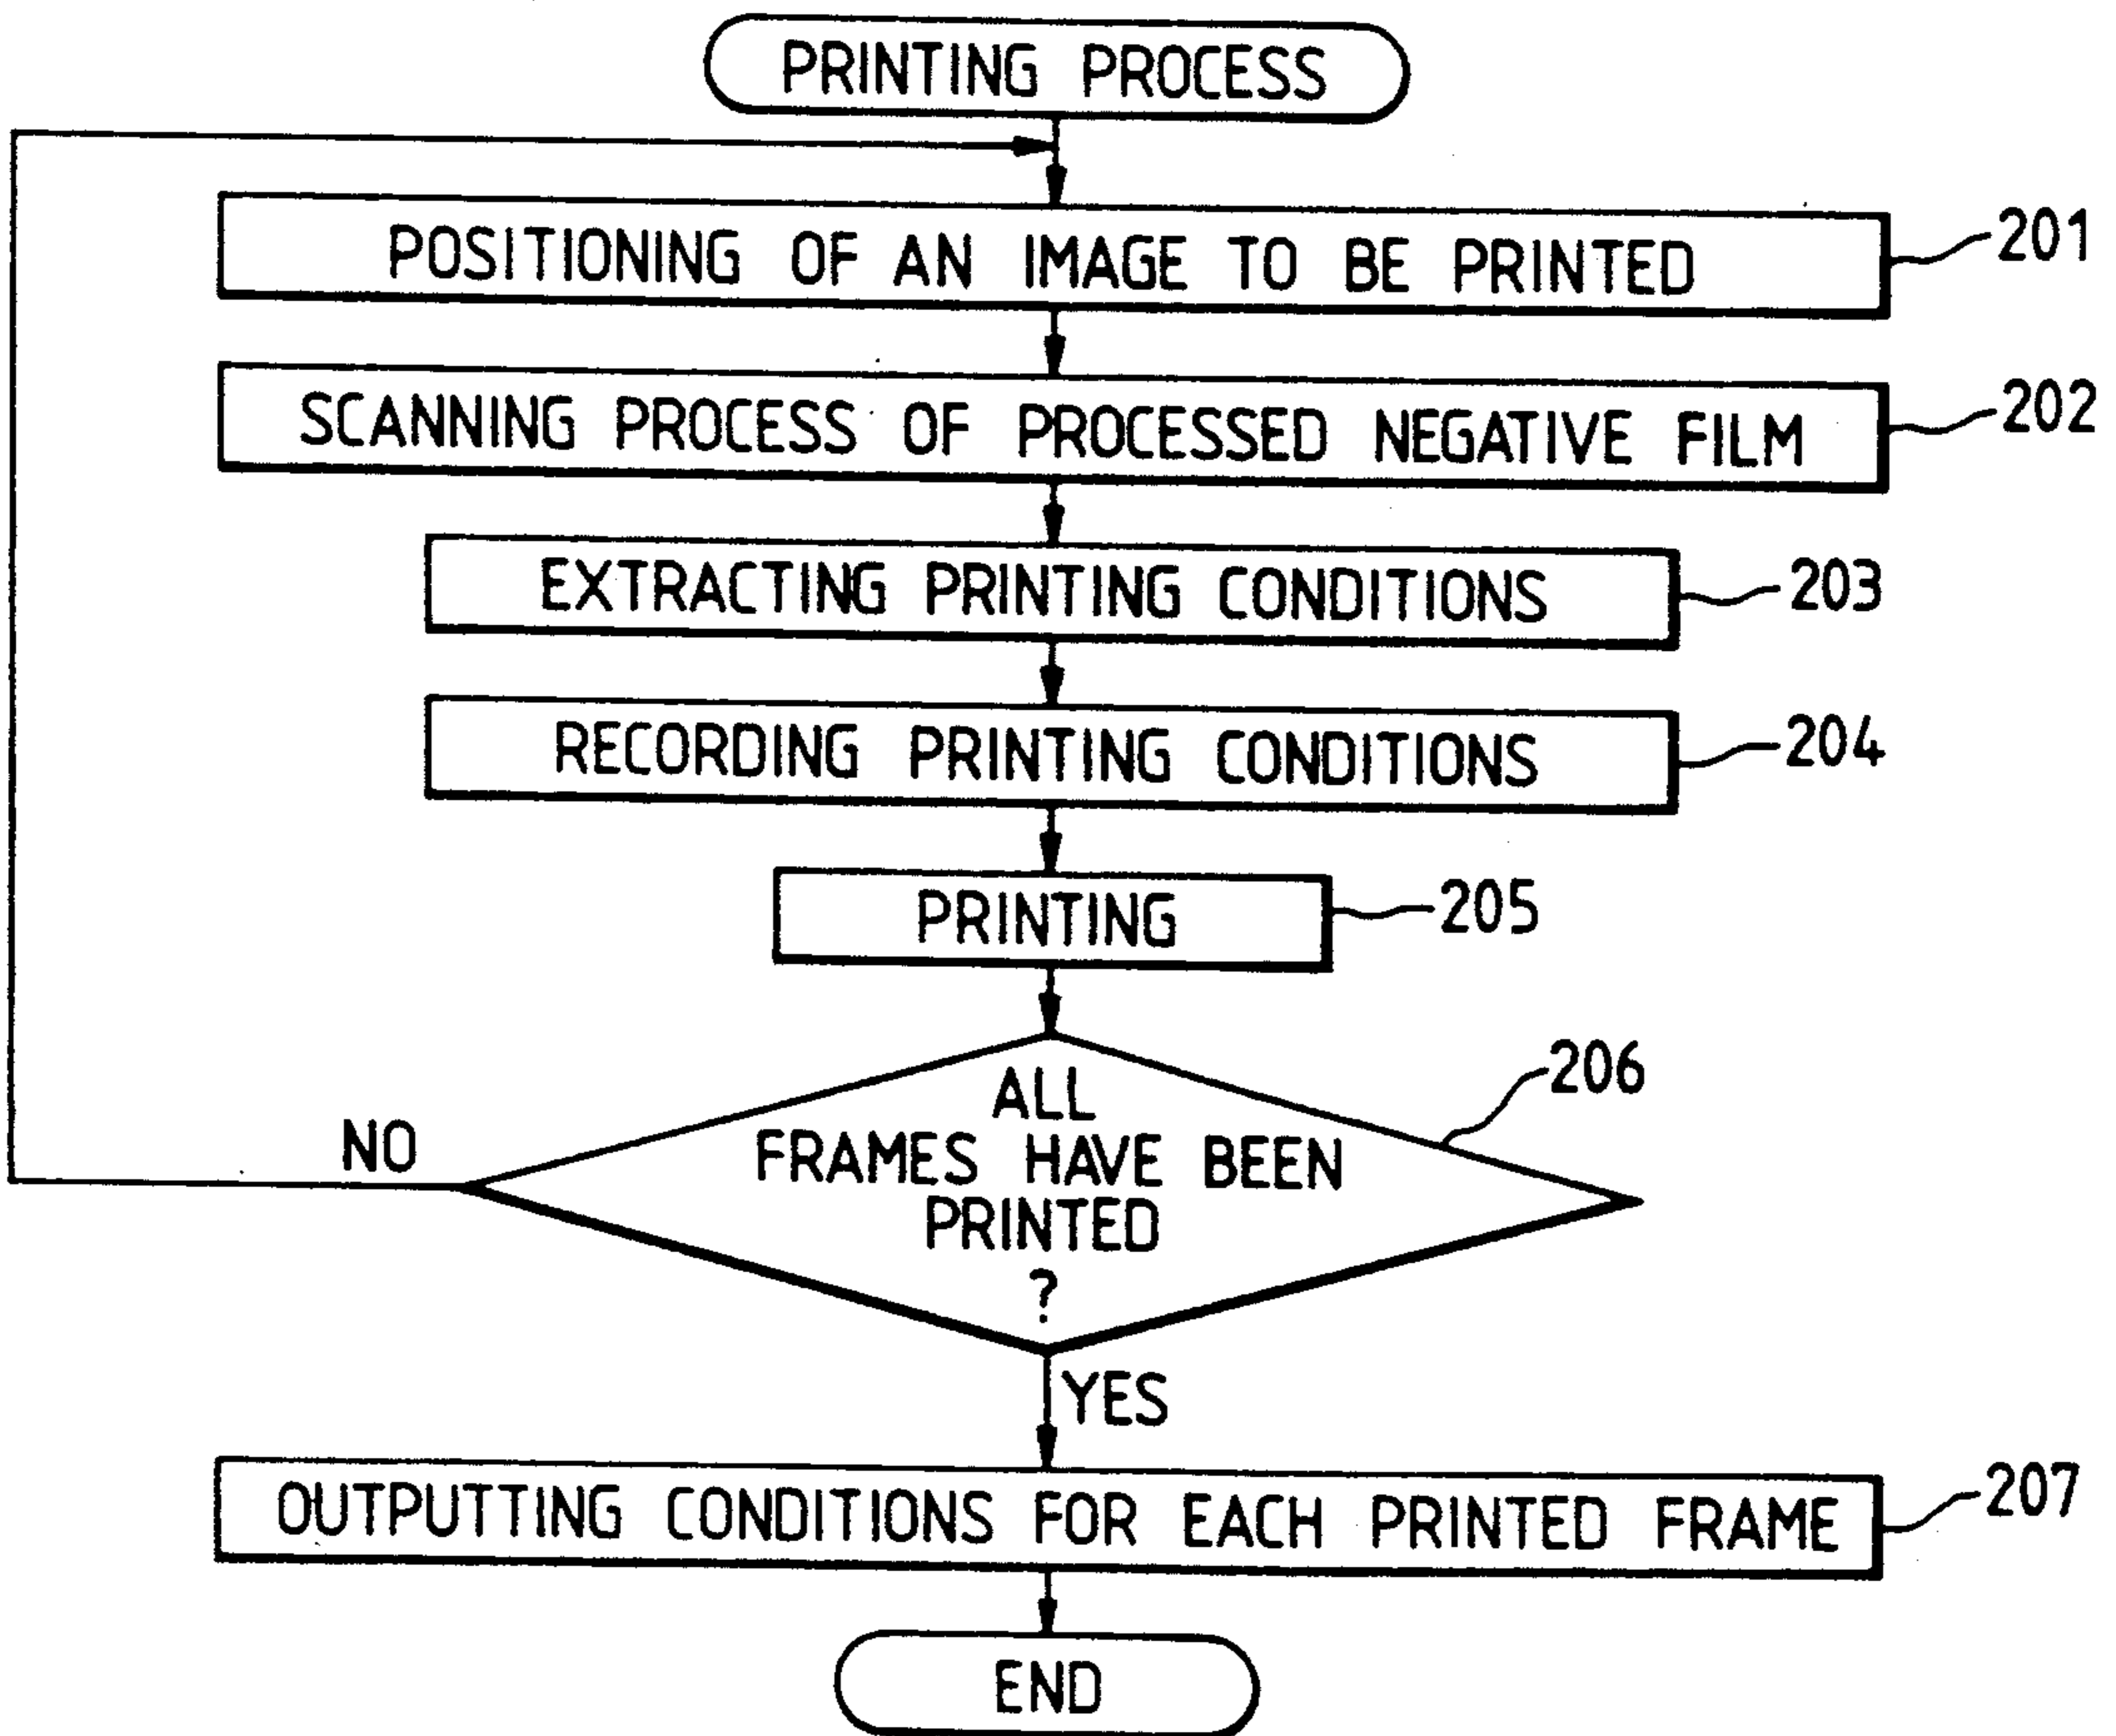 PRINTING PROCESS
POSITIONING OF AN IMAGE TO BE PRINTED
201
SCANNING PROCESS OF PROCESSED NEGATIVE FILM
202
EXTRACTING PRINTING CONDITIONS
203
RECORDING PRINTING CONDITIONS
204
PRINTING
205
206
ALL
FRAMES HAVE BEEN
PRINTED
?
NO
YES
OUTPUTTING CONDITIONS FOR EACH PRINTED FRAME
207
END